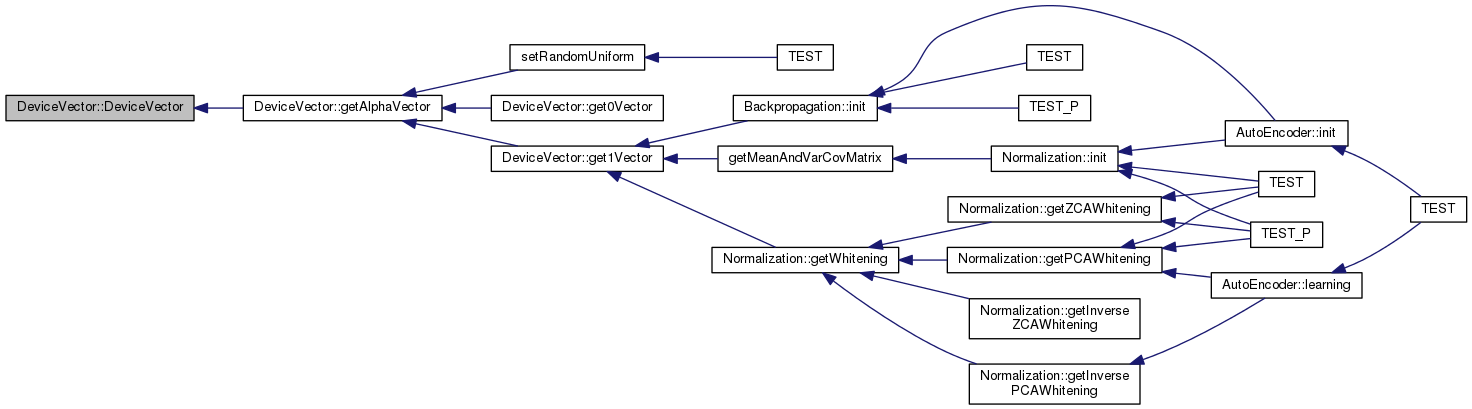 DeviceVector::DeviceVector
DeviceVector::getAlphaVector
setRandomUniform
TEST
DeviceVector::get0Vector
DeviceVector::get1Vector
Backpropagation::init
TEST
TEST_P
getMeanAndVarCovMatrix
Normalization::init
AutoEncoder::init
TEST
TEST_P
TEST
Normalization::getWhitening
Normalization::getZCAWhitening
Normalization::getPCAWhitening
AutoEncoder::learning
Normalization::getInverse
ZCAWhitening
Normalization::getInverse
PCAWhitening